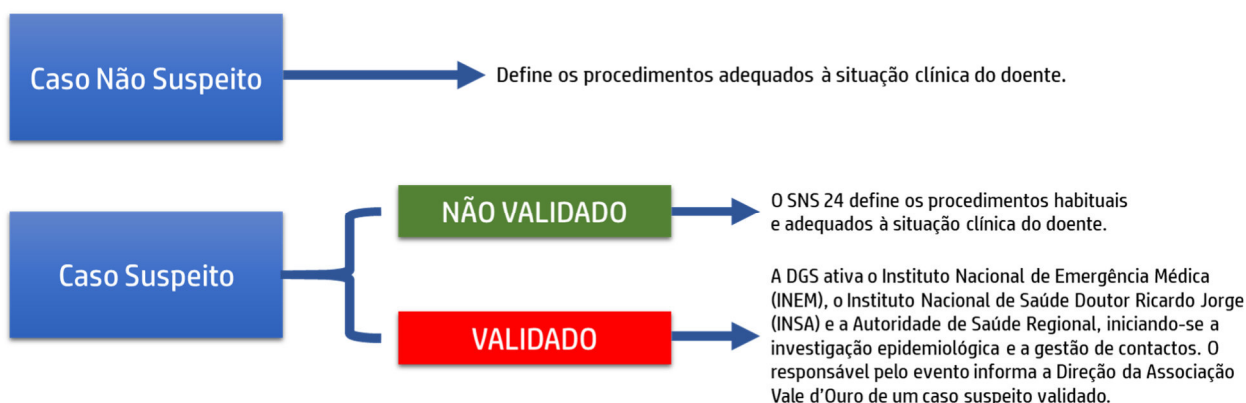 Caso Não Suspeito
Define os procedimentos adequados à situação clínica do doente.
Caso Suspeito
NÃO VALIDADO
O SNS 24 define os procedimentos habituais
e adequados à situação clínica do doente.
VALIDADO
A DGS ativa o Instituto Nacional de Emergência Médica
(INEM), o Instituto Nacional de Saúde Doutor Ricardo Jorge
(INSA) e a Autoridade de Saúde Regional, iniciando-se a
investigação epidemiológica e a gestão de contactos. O
responsável pelo evento informa a Direção da Associação
Vale d'Ouro de um caso suspeito validado.